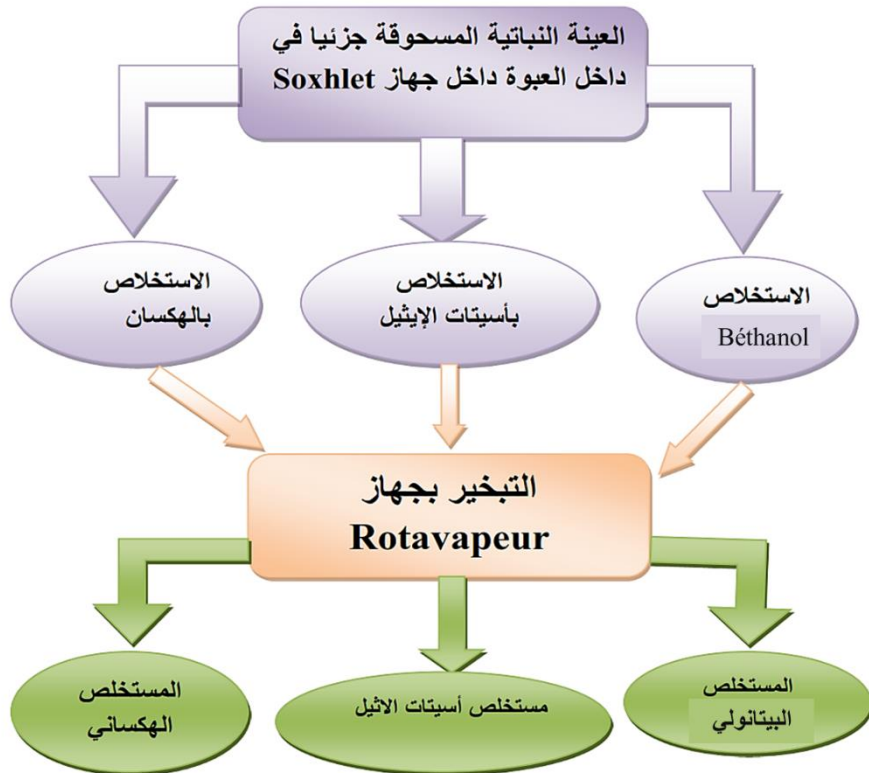 العينة النباتية المسحوقة جزئيا في
داخل العبوة داخل جهاز Soxhlet
الاستخلاص
Béthanol
الاستخلاص
بأسيتات الإيثيل
الاستخلاص
بالهكسان
التبخير بجهاز
Rotavapeur
المستخلص
البيتانولي
مستخلص أسيتات الاثيل
المستخلص
الهكساني